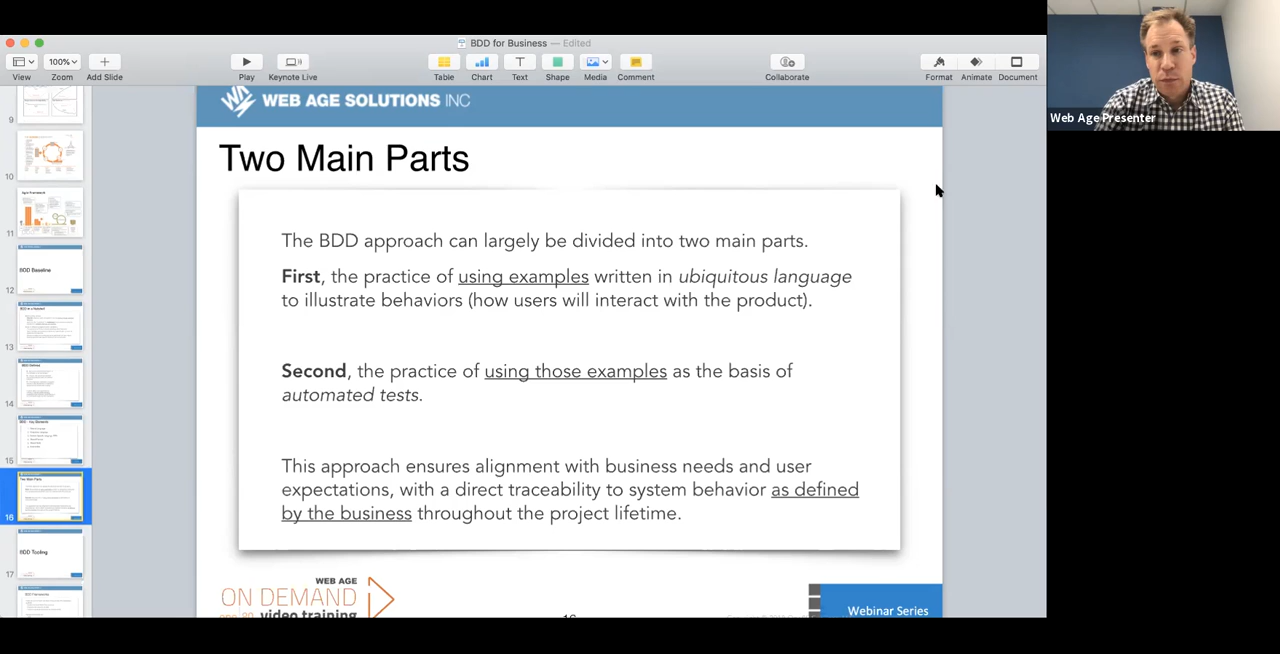 BDD for Business — Edited
100%
View Zoom Add Slide Play Keynote Live Table Chart Text Shape Media Comment Collaborate Format Animate Document
Web Age Presenter
WEB AGE SOLUTIONS INC
Two Main Parts
The BDD approach can largely be divided into two main parts.
First, the practice of using examples written in ubiquitous language
to illustrate behaviors (how users will interact with the product).
Second, the practice of using those examples as the basis of
automated tests.
This approach ensures alignment with business needs and user
expectations, with a direct traceability to system behavior as defined
by the business throughout the project lifetime.
WEB AGE
ON DEMAND
video training
Webinar Series
9
10
11
12
BDD Baseline
13
14
15
Two Main Parts
16
BDD Tooling
17